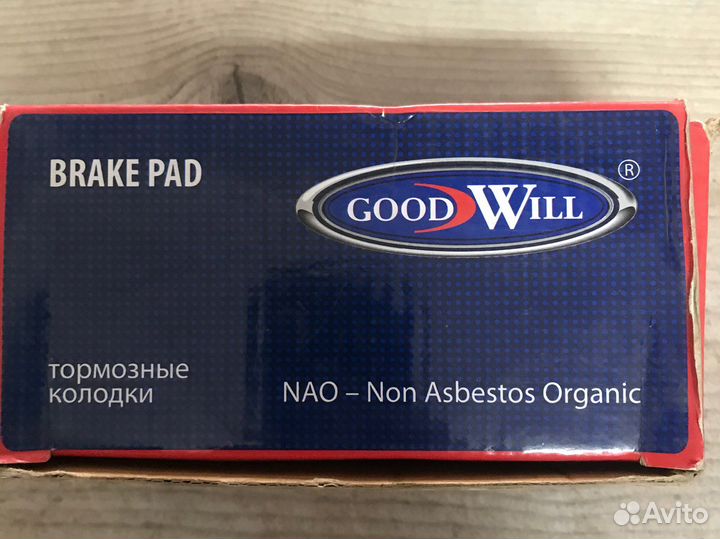 BRAKE PAD
GOOD WILL ®
тормозные
колодки
NAO – Non Asbestos Organic
Avito